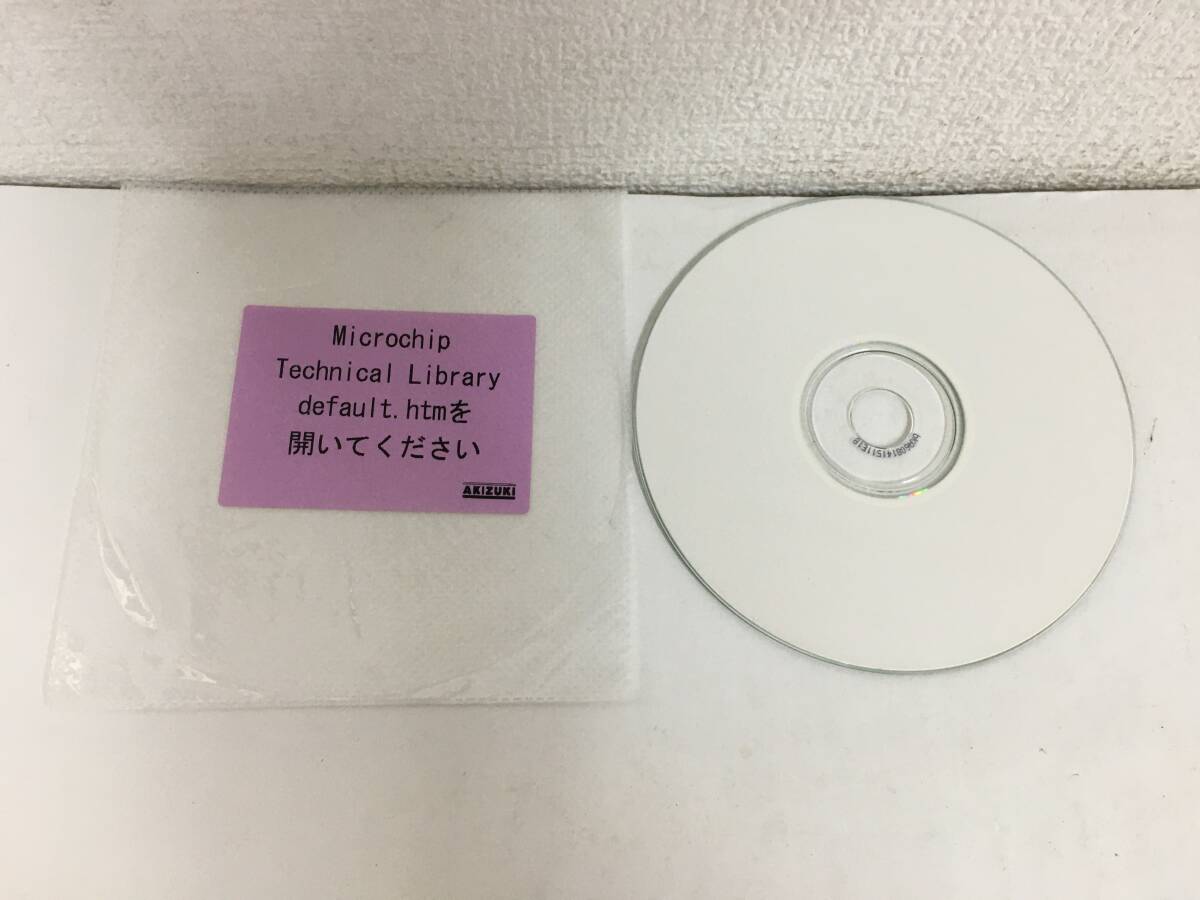 Microchip
Technical Library
default.htmを
開いてください
AKIZUKI